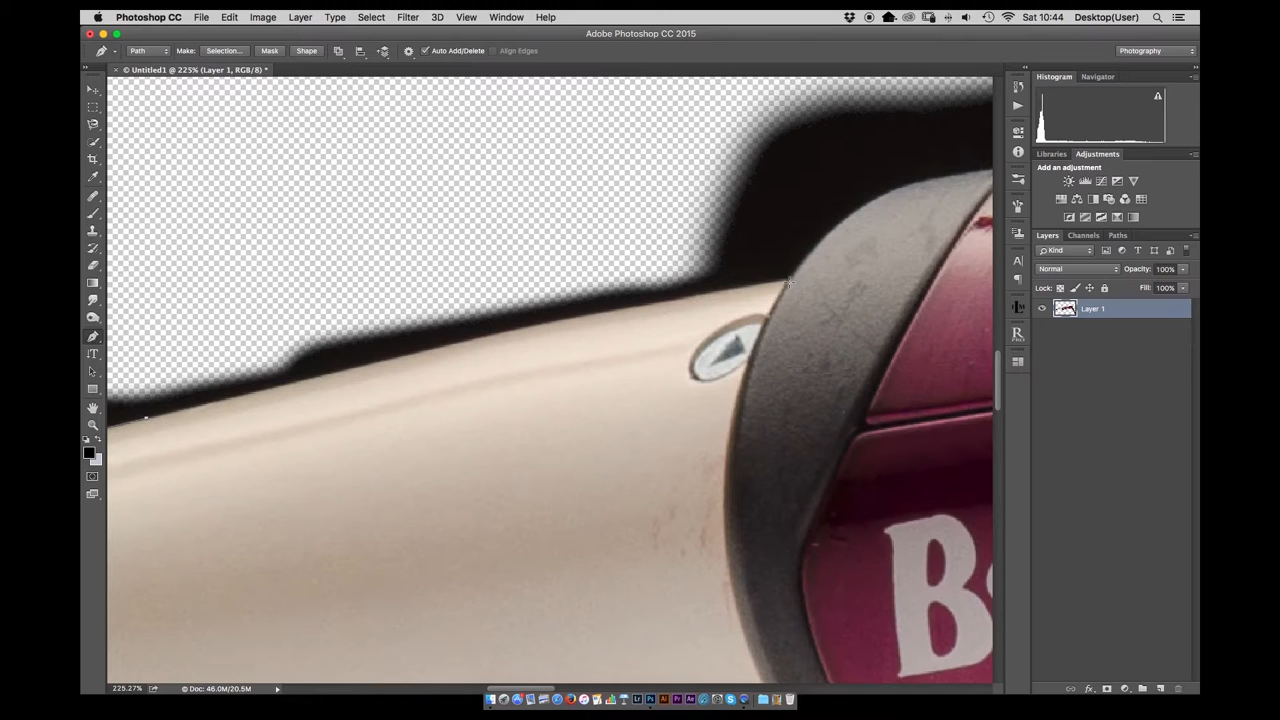 Photoshop CC File Edit Image Layer Type Select Filter 3D View Window Help Sat 10:44 Desktop(User)
Adobe Photoshop CC 2015
Path Make: Selection... Mask Shape Auto Add/Delete Align Edges Photography
× © Untitled1 @ 225% (Layer 1, RGB/8) *
Histogram Navigator
Libraries Adjustments
Add an adjustment
Layers Channels Paths
Kind
Normal Opacity: 100%
Lock: Fill: 100%
Layer 1
B
225.27% © Doc: 46.0M/20.5M